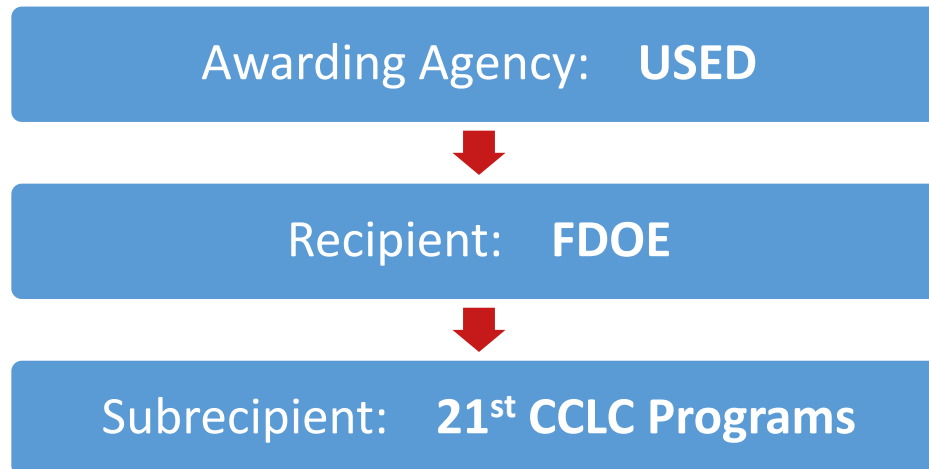 Awarding Agency: USED
Recipient: FDOE
Subrecipient: 21st CCLC Programs